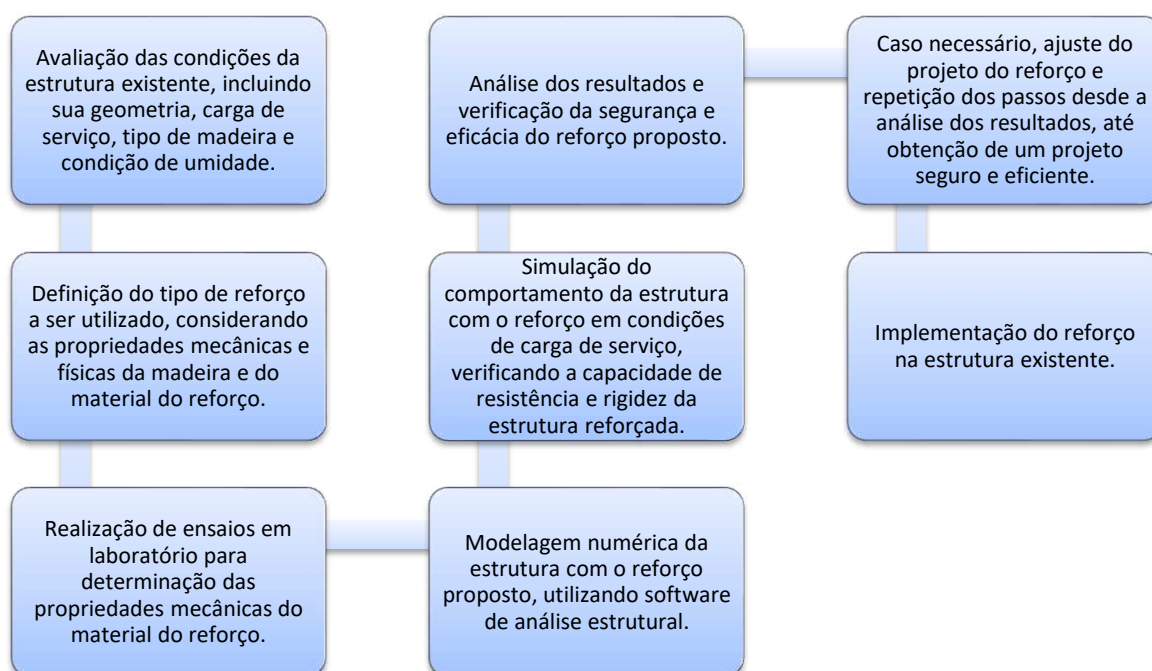 Avaliação das condições da
estrutura existente, incluindo
sua geometria, carga de
serviço, tipo de madeira e
condição de umidade.
Definição do tipo de reforço
a ser utilizado, considerando
as propriedades mecânicas e
físicas da madeira e do
material do reforço.
Realização de ensaios em
laboratório para
determinação das
propriedades mecânicas do
material do reforço.
Modelagem numérica da
estrutura com o reforço
proposto, utilizando software
de análise estrutural.
Simulação do
comportamento da estrutura
com o reforço em condições
de carga de serviço,
verificando a capacidade de
resistência e rigidez da
estrutura reforçada.
Análise dos resultados e
verificação da segurança e
eficácia do reforço proposto.
Caso necessário, ajuste do
projeto do reforço e
repetição dos passos desde a
análise dos resultados, até
obtenção de um projeto
seguro e eficiente.
Implementação do reforço
na estrutura existente.